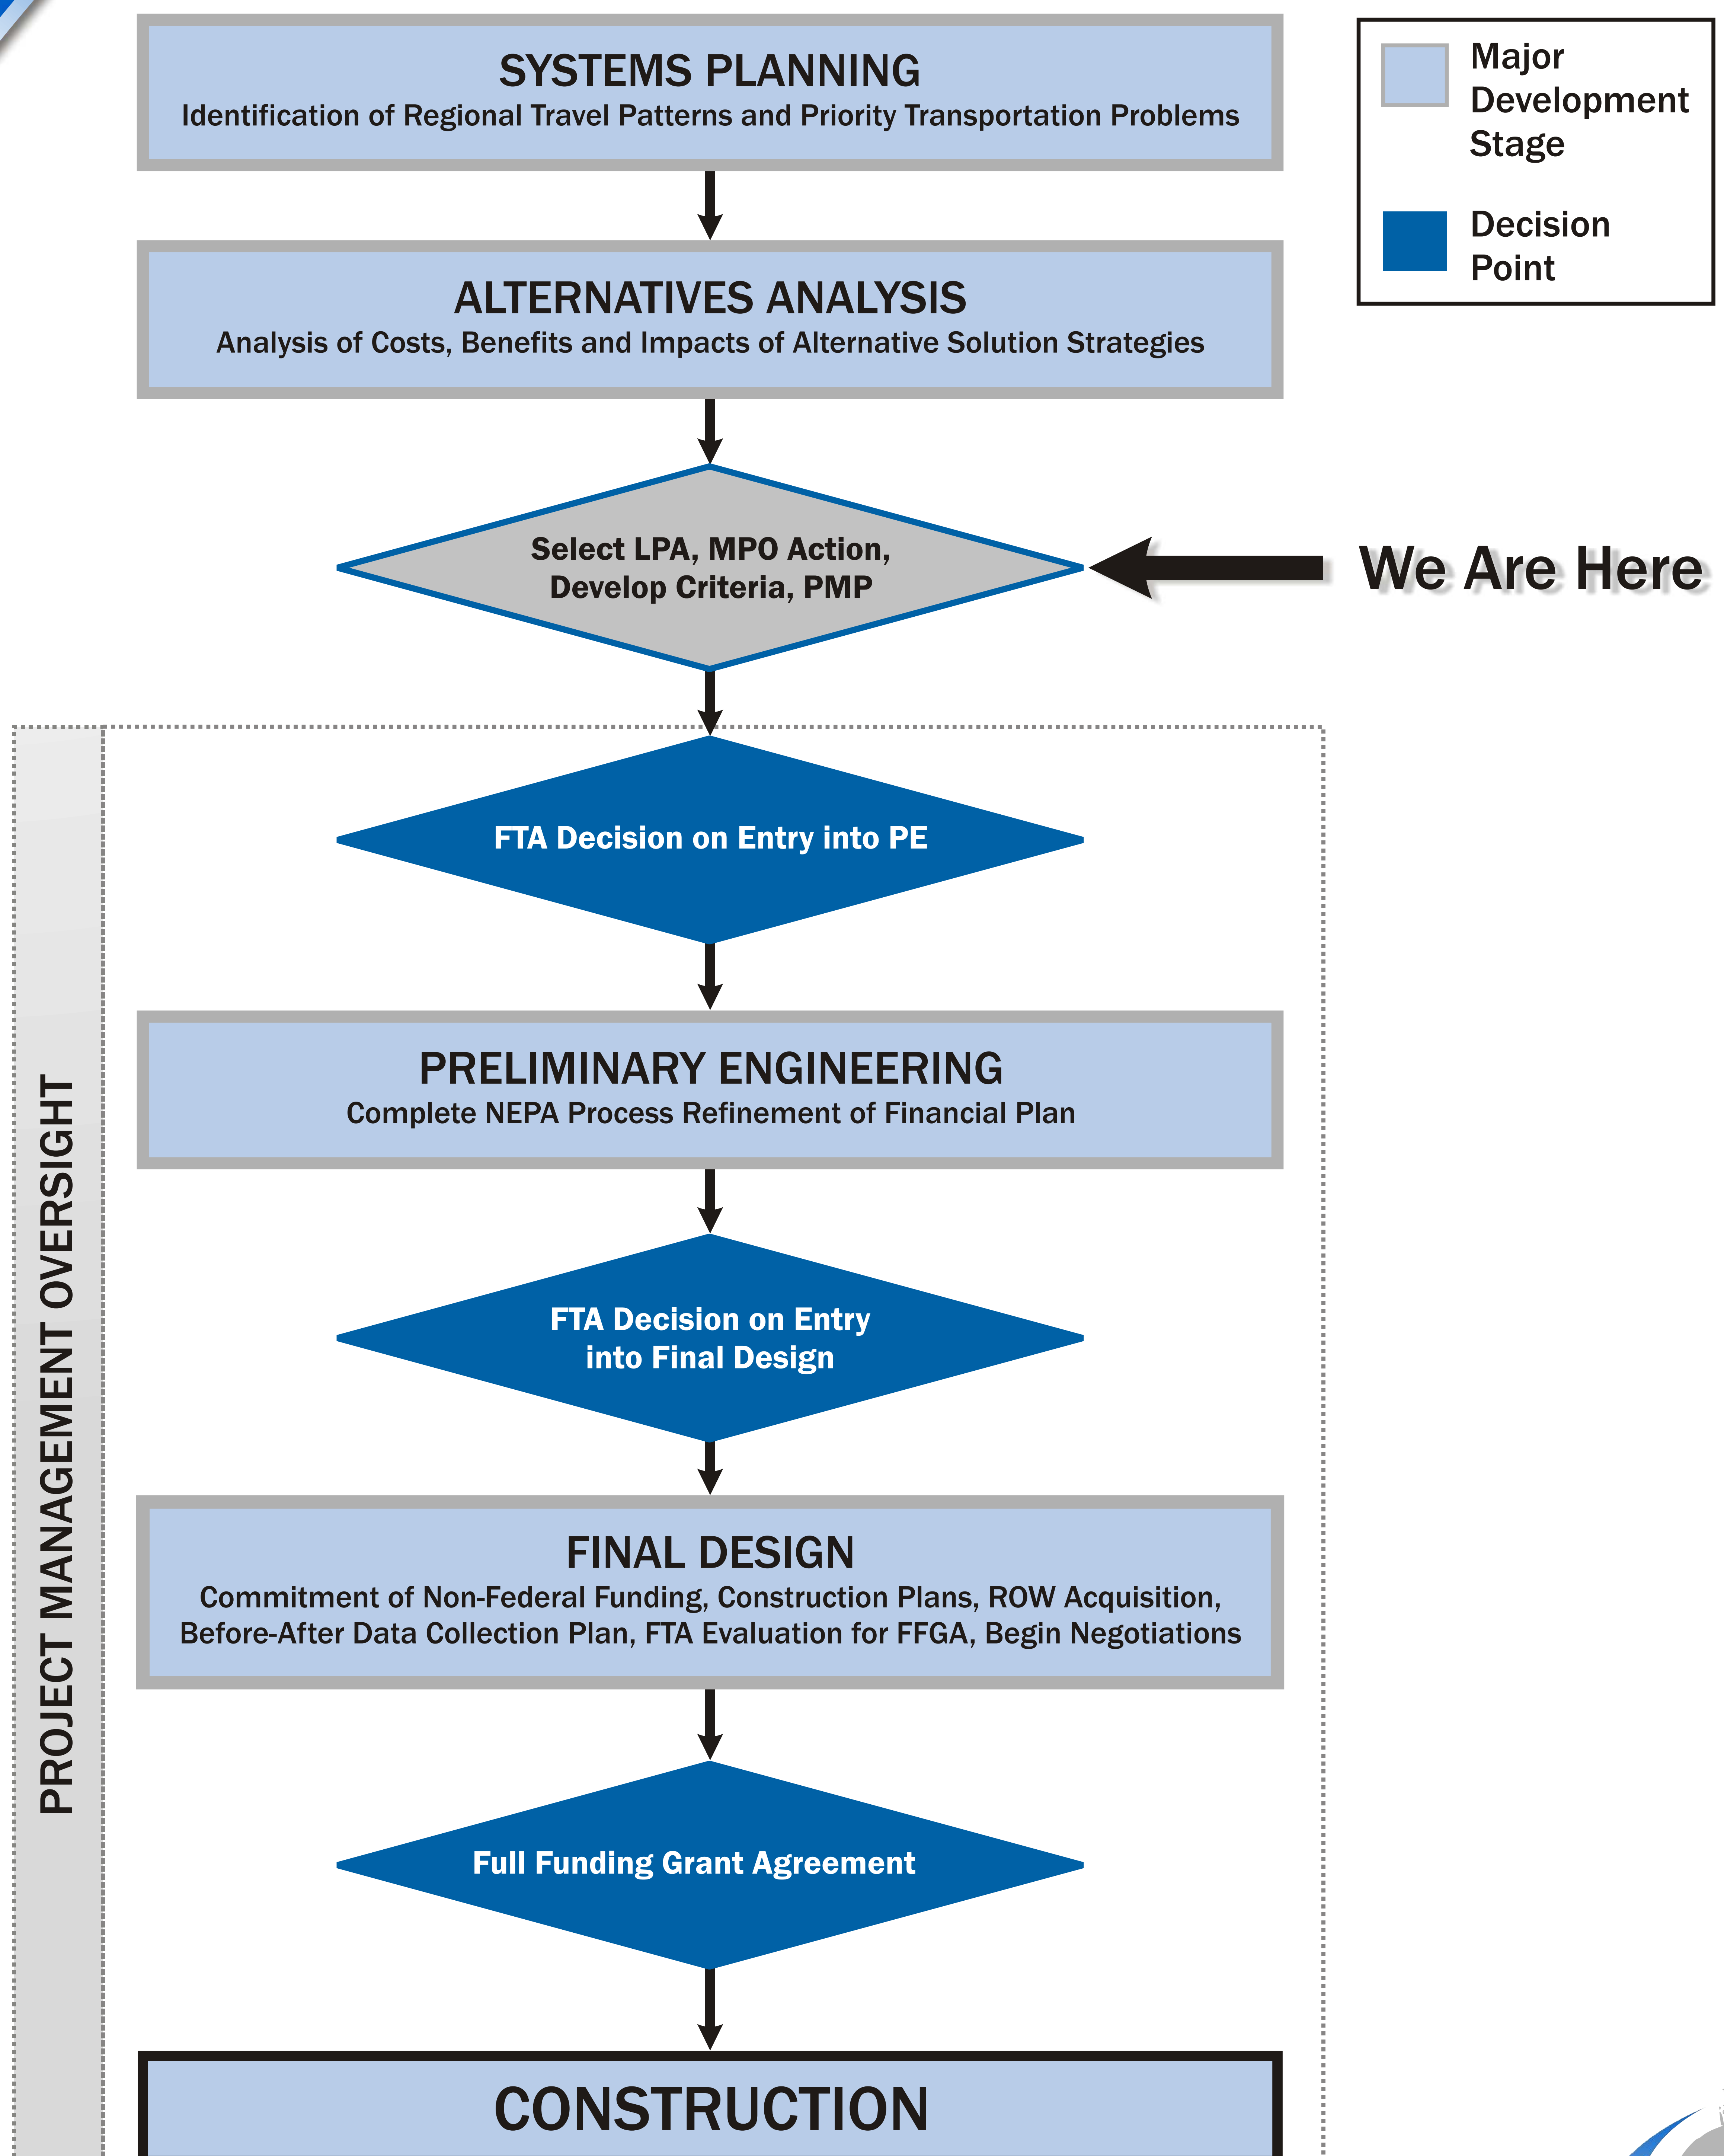 SYSTEMS PLANNING
Identification of Regional Travel Patterns and Priority Transportation Problems
Major
Development
Stage
Decision
Point
ALTERNATIVES ANALYSIS
Analysis of Costs, Benefits and Impacts of Alternative Solution Strategies
Select LPA, MPO Action,
Develop Criteria, PMP
We Are Here
FTA Decision on Entry into PE
PRELIMINARY ENGINEERING
Complete NEPA Process Refinement of Financial Plan
FTA Decision on Entry
into Final Design
FINAL DESIGN
Commitment of Non-Federal Funding, Construction Plans, ROW Acquisition,
Before-After Data Collection Plan, FTA Evaluation for FFGA, Begin Negotiations
Full Funding Grant Agreement
CONSTRUCTION
PROJECT MANAGEMENT OVERSIGHT